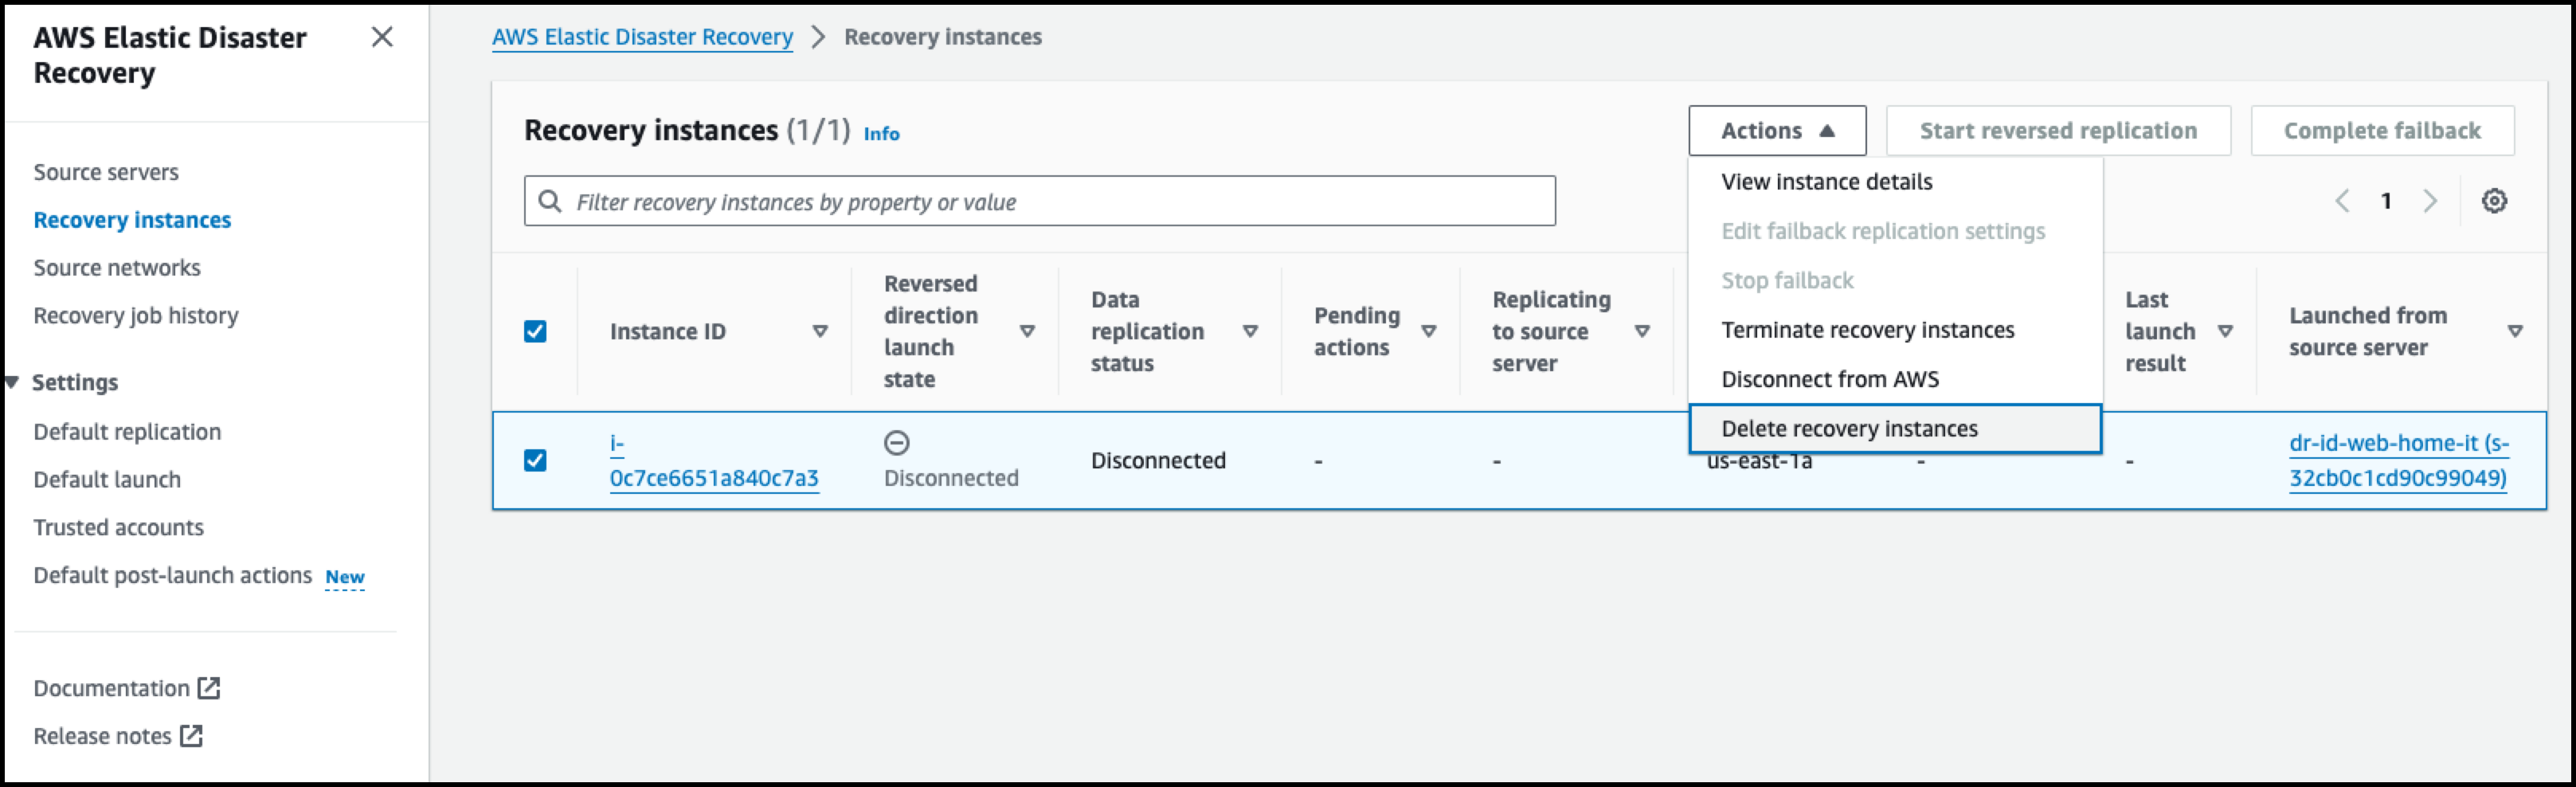 AWS Elastic Disaster
Recovery
Source servers
Recovery instances
Source networks
Recovery job history
Settings
Default replication
Default launch
Trusted accounts
Default post-launch actions New
Documentation
Release notes
AWS Elastic Disaster Recovery > Recovery instances
Recovery instances (1/1) Info
Actions
Start reversed replication
Complete failback
Filter recovery instances by property or value
1
View instance details
Edit failback replication settings
Stop failback
Terminate recovery instances
Disconnect from AWS
Delete recovery instances
Instance ID
Reversed
direction
launch
state
Data
replication
status
Pending
actions
Replicating
to source
server
Last
launch
result
Launched from
source server
i-
0c7ce6651a840c7a3
Disconnected
Disconnected
-
-
us-east-1a
-
-
dr-id-web-home-it (s-
32cb0c1cd90c99049)